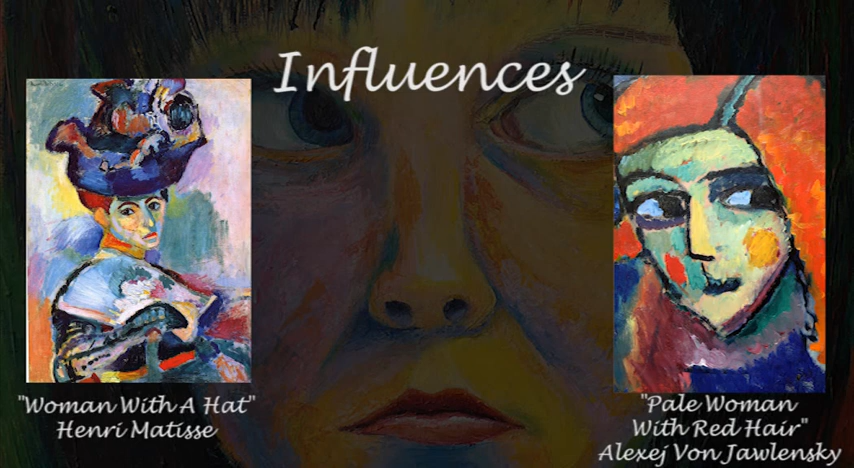 Influences
"Woman With A Hat"
Henri Matisse
"Pale Woman
With Red Hair"
Alexej Von Jawlensky